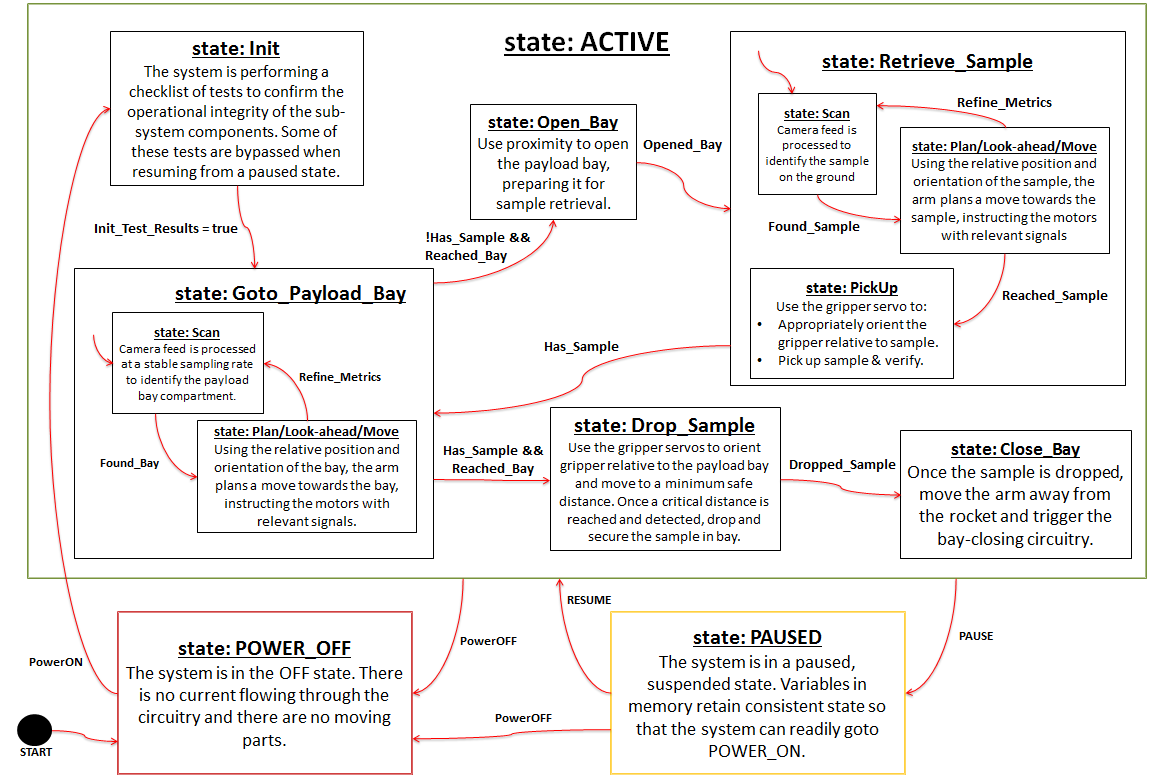 state: ACTIVE
state: Init
The system is performing a
checklist of tests to confirm the
operational integrity of the sub-
system components. Some of
these tests are bypassed when
resuming from a paused state.
Init_Test_Results = true
state: Open_Bay
Use proximity to open
the payload bay,
preparing it for
sample retrieval.
Opened_Bay
!Has_Sample &&
Reached_Bay
state: Retrieve_Sample
state: Scan
Camera feed is
processed to
identify the sample
on the ground
Refine_Metrics
state: Plan/Look-ahead/Move
Using the relative position and
orientation of the sample, the
arm plans a move towards the
sample, instructing the motors
with relevant signals
Found_Sample
Reached_Sample
state: PickUp
Use the gripper servo to:
• Appropriately orient the
gripper relative to sample.
• Pick up sample & verify.
Has_Sample
state: Goto_Payload_Bay
state: Scan
Camera feed is processed
at a stable sampling rate
to identify the payload
bay compartment.
Refine_Metrics
Found_Bay
state: Plan/Look-ahead/Move
Using the relative position and
orientation of the bay, the arm
plans a move towards the bay,
instructing the motors with
relevant signals.
Has_Sample &&
Reached_Bay
state: Drop_Sample
Use the gripper servos to orient
gripper relative to the payload bay
and move to a minimum safe
distance. Once a critical distance is
reached and detected, drop and
secure the sample in bay.
Dropped_Sample
state: Close_Bay
Once the sample is dropped,
move the arm away from
the rocket and trigger the
bay-closing circuitry.
PowerON
state: POWER_OFF
The system is in the OFF state. There
is no current flowing through the
circuitry and there are no moving
parts.
START
PowerOFF
PowerOFF
RESUME
state: PAUSED
The system is in a paused,
suspended state. Variables in
memory retain consistent state so
that the system can readily goto
POWER_ON.
PAUSE